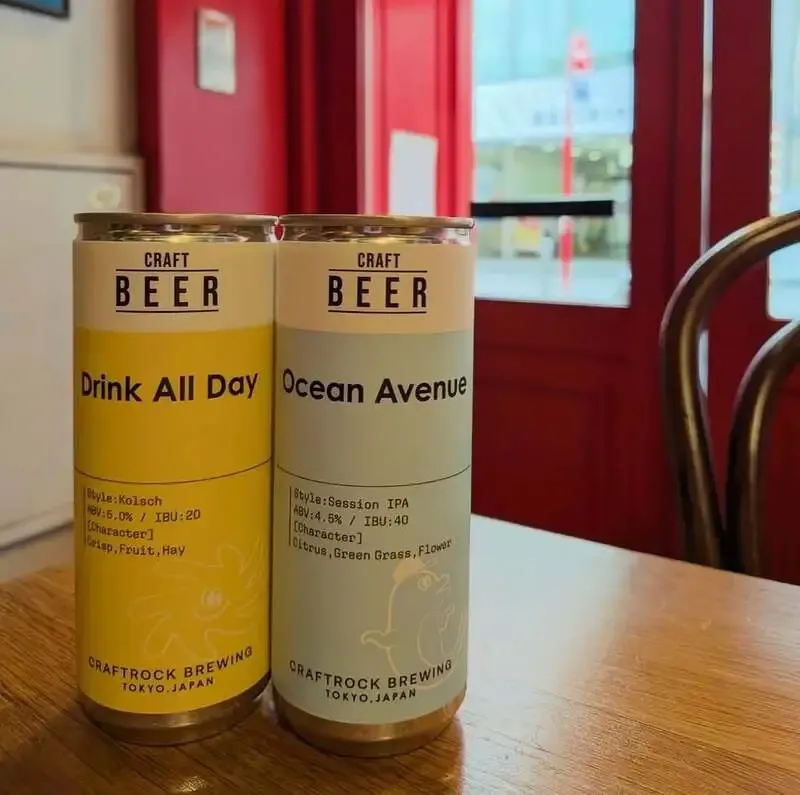 CRAFT
BEER
Drink All Day
Style:Kolsch
ABV:5.0% / IBU:20
[Character]
Crisp,Fruit,Hay
CRAFTROCK BREWING
TOKYO,JAPAN
CRAFT
BEER
Ocean Avenue
Style:Session IPA
ABV:4.5% / IBU:40
[Character]
Citrus,Green Grass,Flower
CRAFTROCK BREWING
TOKYO,JAPAN